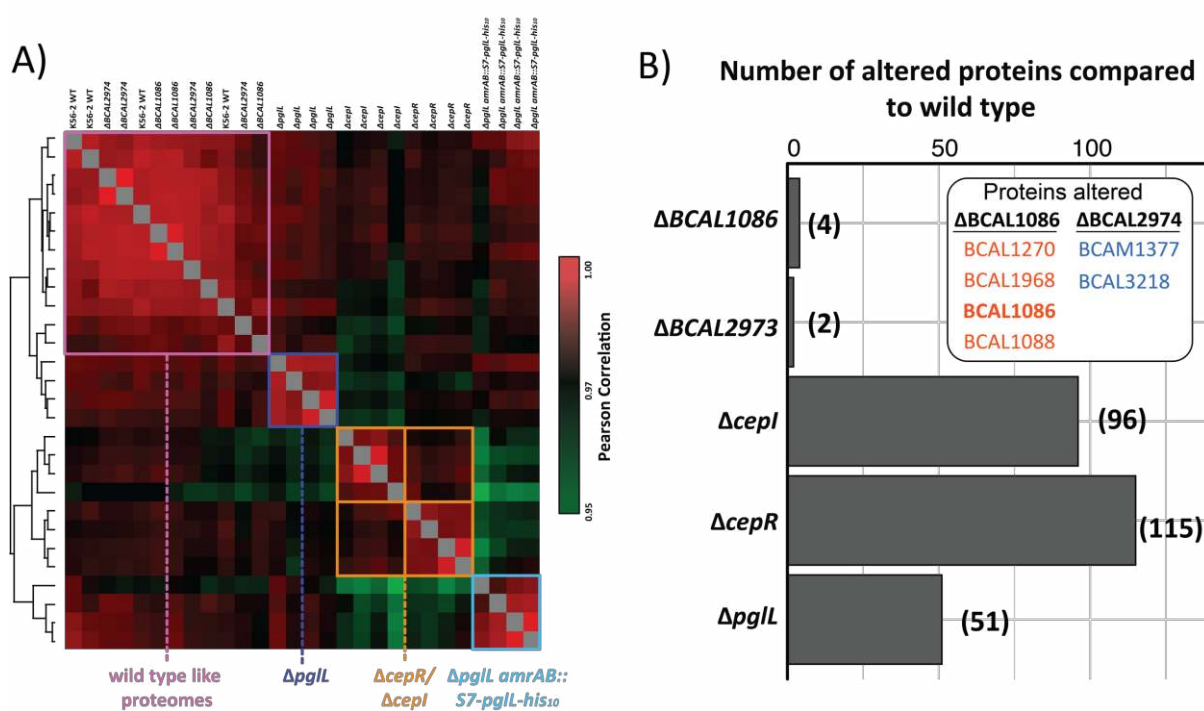 A)
K56-2 WT
K56-2 WT
ΔBCAL2974
ΔBCAL2974
K56-2 WT
ΔBCAL1086
ΔBCAL1086
ΔBCAL2974
ΔBCAL1086
K56-2 WT
ΔBCAL2974
ΔBCAL1086
ΔpglL
ΔpglL
ΔpglL
ΔpglL
ΔcepI
ΔcepI
ΔcepI
ΔcepI
ΔcepR
ΔcepR
ΔcepR
ΔcepR
ΔpglL amrAB::S7-pglL-his₁₀
ΔpglL amrAB::S7-pglL-his₁₀
ΔpglL amrAB::S7-pglL-his₁₀
ΔpglL amrAB::S7-pglL-his₁₀
1.00
0.97
0.95
Pearson Correlation
wild type like
proteomes
ΔpglL
ΔcepR/
ΔcepI
ΔpglL amrAB::
S7-pglL-his₁₀
B)
Number of altered proteins compared
to wild type
0 50 100
ΔBCAL1086
(4)
ΔBCAL2973
(2)
ΔcepI
(96)
ΔcepR
(115)
ΔpglL
(51)
Proteins altered
ΔBCAL1086 ΔBCAL2974
BCAL1270 BCAM1377
BCAL1968 BCAL3218
BCAL1086
BCAL1088